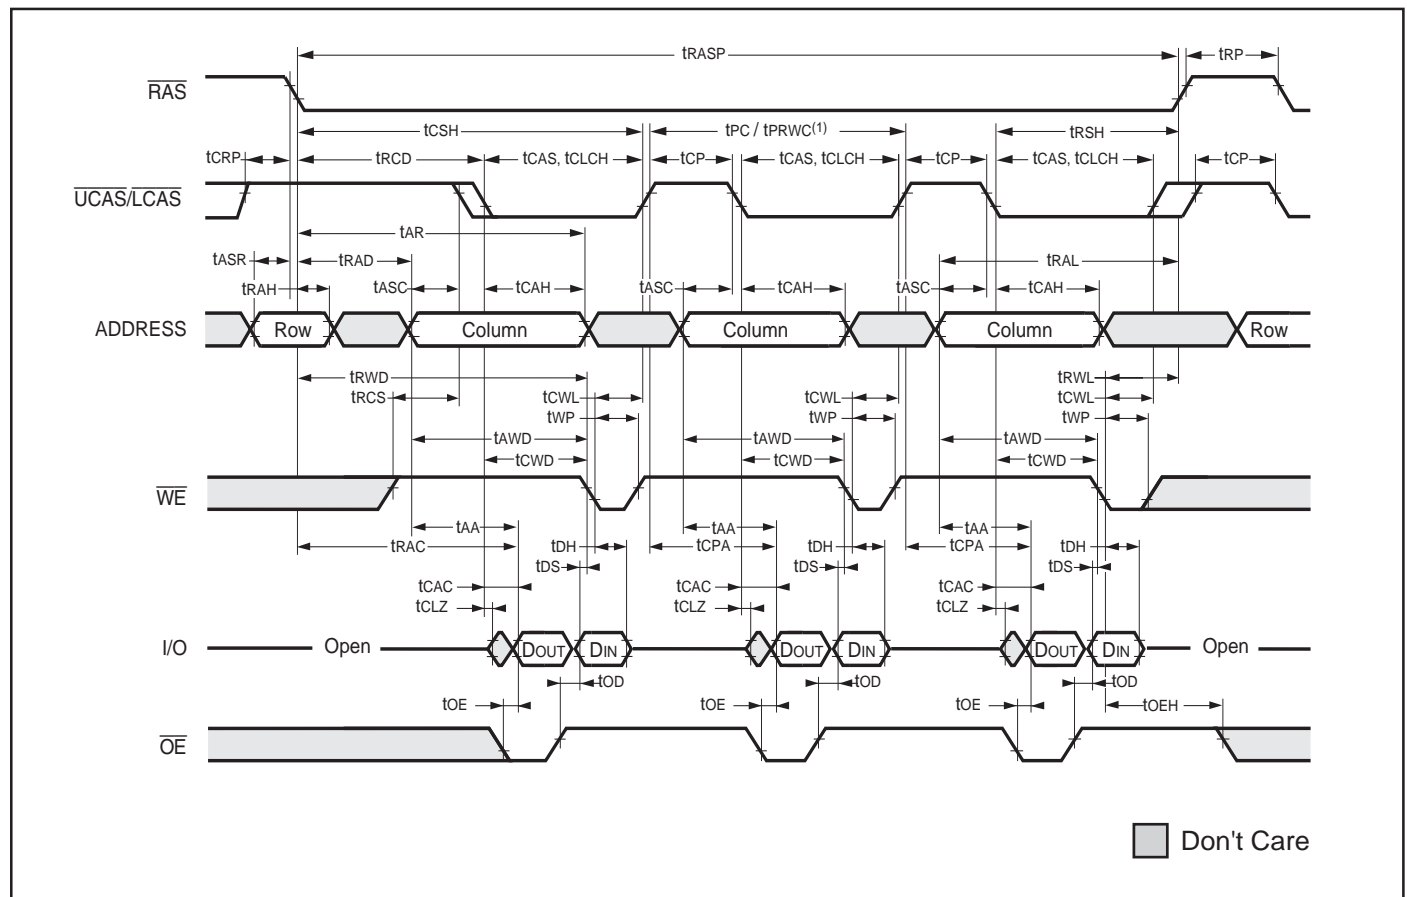 tRASP tRP
RAS
tCSH tPC / tPRWC(1) tRSH
tCRP tRCD tCAS, tCLCH tCP tCAS, tCLCH tCP tCAS, tCLCH tCP
UCAS/LCAS
tAR
tASR tRAD tRAL
tRAH tASC tCAH tASC tCAH tASC tCAH
ADDRESS Row Column Column Column Row
tRWD tRWL
tRCS tCWL tCWL tCWL
tWP tWP tWP
tAWD tAWD tAWD
tCWD tCWD tCWD
WE
tAA tAA tAA
tRAC tDH tCPA tDH tCPA tDH
tDS tDS tDS
tCAC tCAC tCAC
tCLZ tCLZ tCLZ
I/O Open DOUT DIN DOUT DIN DOUT DIN Open
tOD tOD tOD
tOE tOE tOE tOEH
OE
Don't Care